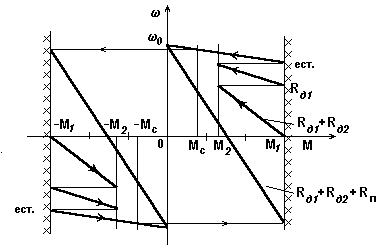 ω
ω₀
ест.
Rд1
Rд1+Rд2
-M1
-M2
-Mc
0
Mc
M2
M1
M
Rд1+Rд2+Rп
ест.